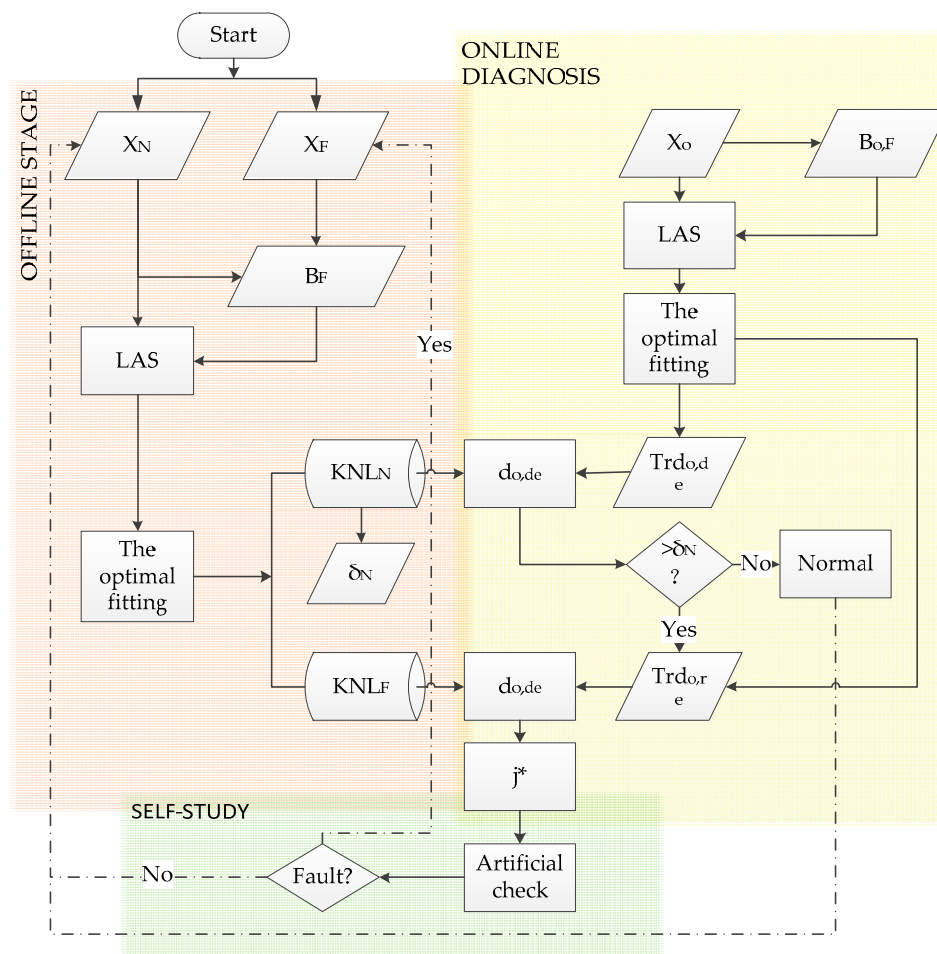 Start
ONLINE
DIAGNOSIS
OFFLINE STAGE
XN
XF
Xo
Bo,F
LAS
BF
The
optimal
fitting
LAS
Yes
KNLN
do,de
Trdo,d
e
The
optimal
fitting
δN
>δN
?
No
Normal
Yes
KNLF
do,de
Trdo,r
e
j*
SELF-STUDY
No
Fault?
Artificial
check